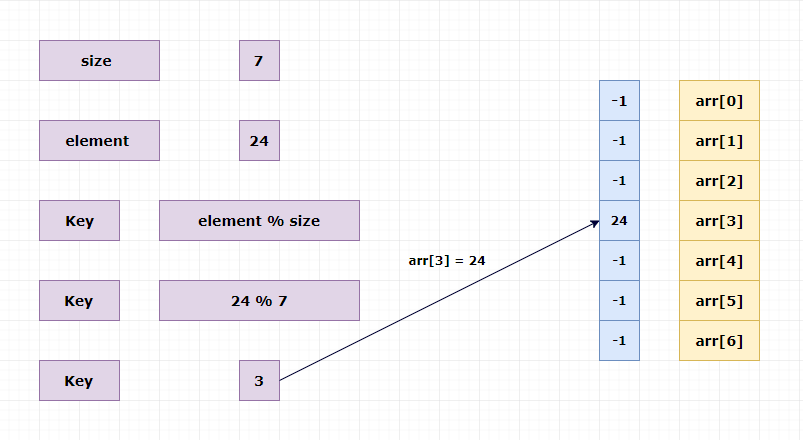 size 7
-1 arr[0]
element 24
-1 arr[1]
-1 arr[2]
Key element % size
24 arr[3]
arr[3] = 24
-1 arr[4]
Key 24 % 7
-1 arr[5]
-1 arr[6]
Key 3